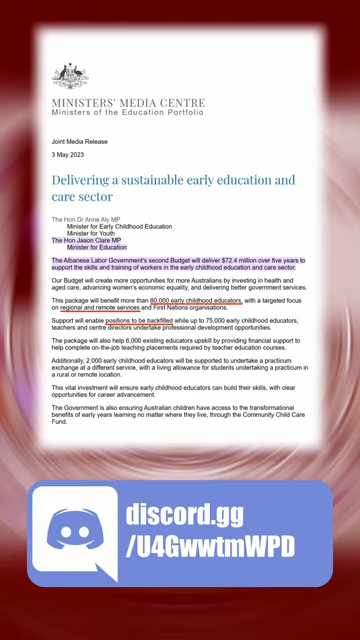 MINISTERS' MEDIA CENTRE
Ministers of the Education Portfolio
Joint Media Release
3 May 2023
Delivering a sustainable early education and
care sector
The Hon Dr Anne Aly MP
Minister for Early Childhood Education
Minister for Youth
The Hon Jason Clare MP
Minister for Education
The Albanese Labor Government's second Budget will deliver $72.4 million over five years to
support the skills and training of workers in the early childhood education and care sector.
Our Budget will create more opportunities for more Australians by investing in health and
aged care, advancing women's economic equality, and delivering better government services.
This package will benefit more than 80,000 early childhood educators, with a targeted focus
on regional and remote services and First Nations organisations.
Support will enable positions to be backfilled while up to 75,000 early childhood educators,
teachers and centre directors undertake professional development opportunities.
The package will also help 6,000 existing educators upskill by providing financial support to
help complete on-the-job teaching placements required by teacher education courses.
Additionally, 2,000 early childhood educators will be supported to undertake a practicum
exchange at a different service, with a living allowance for students undertaking a practicum in
a rural or remote location.
This vital investment will ensure early childhood educators can build their skills, with clear
opportunities for career advancement.
The Government is also ensuring Australian children have access to the transformational
benefits of early years learning no matter where they live, through the Community Child Care
Fund.
discord.gg
/U4GwwtmWPD